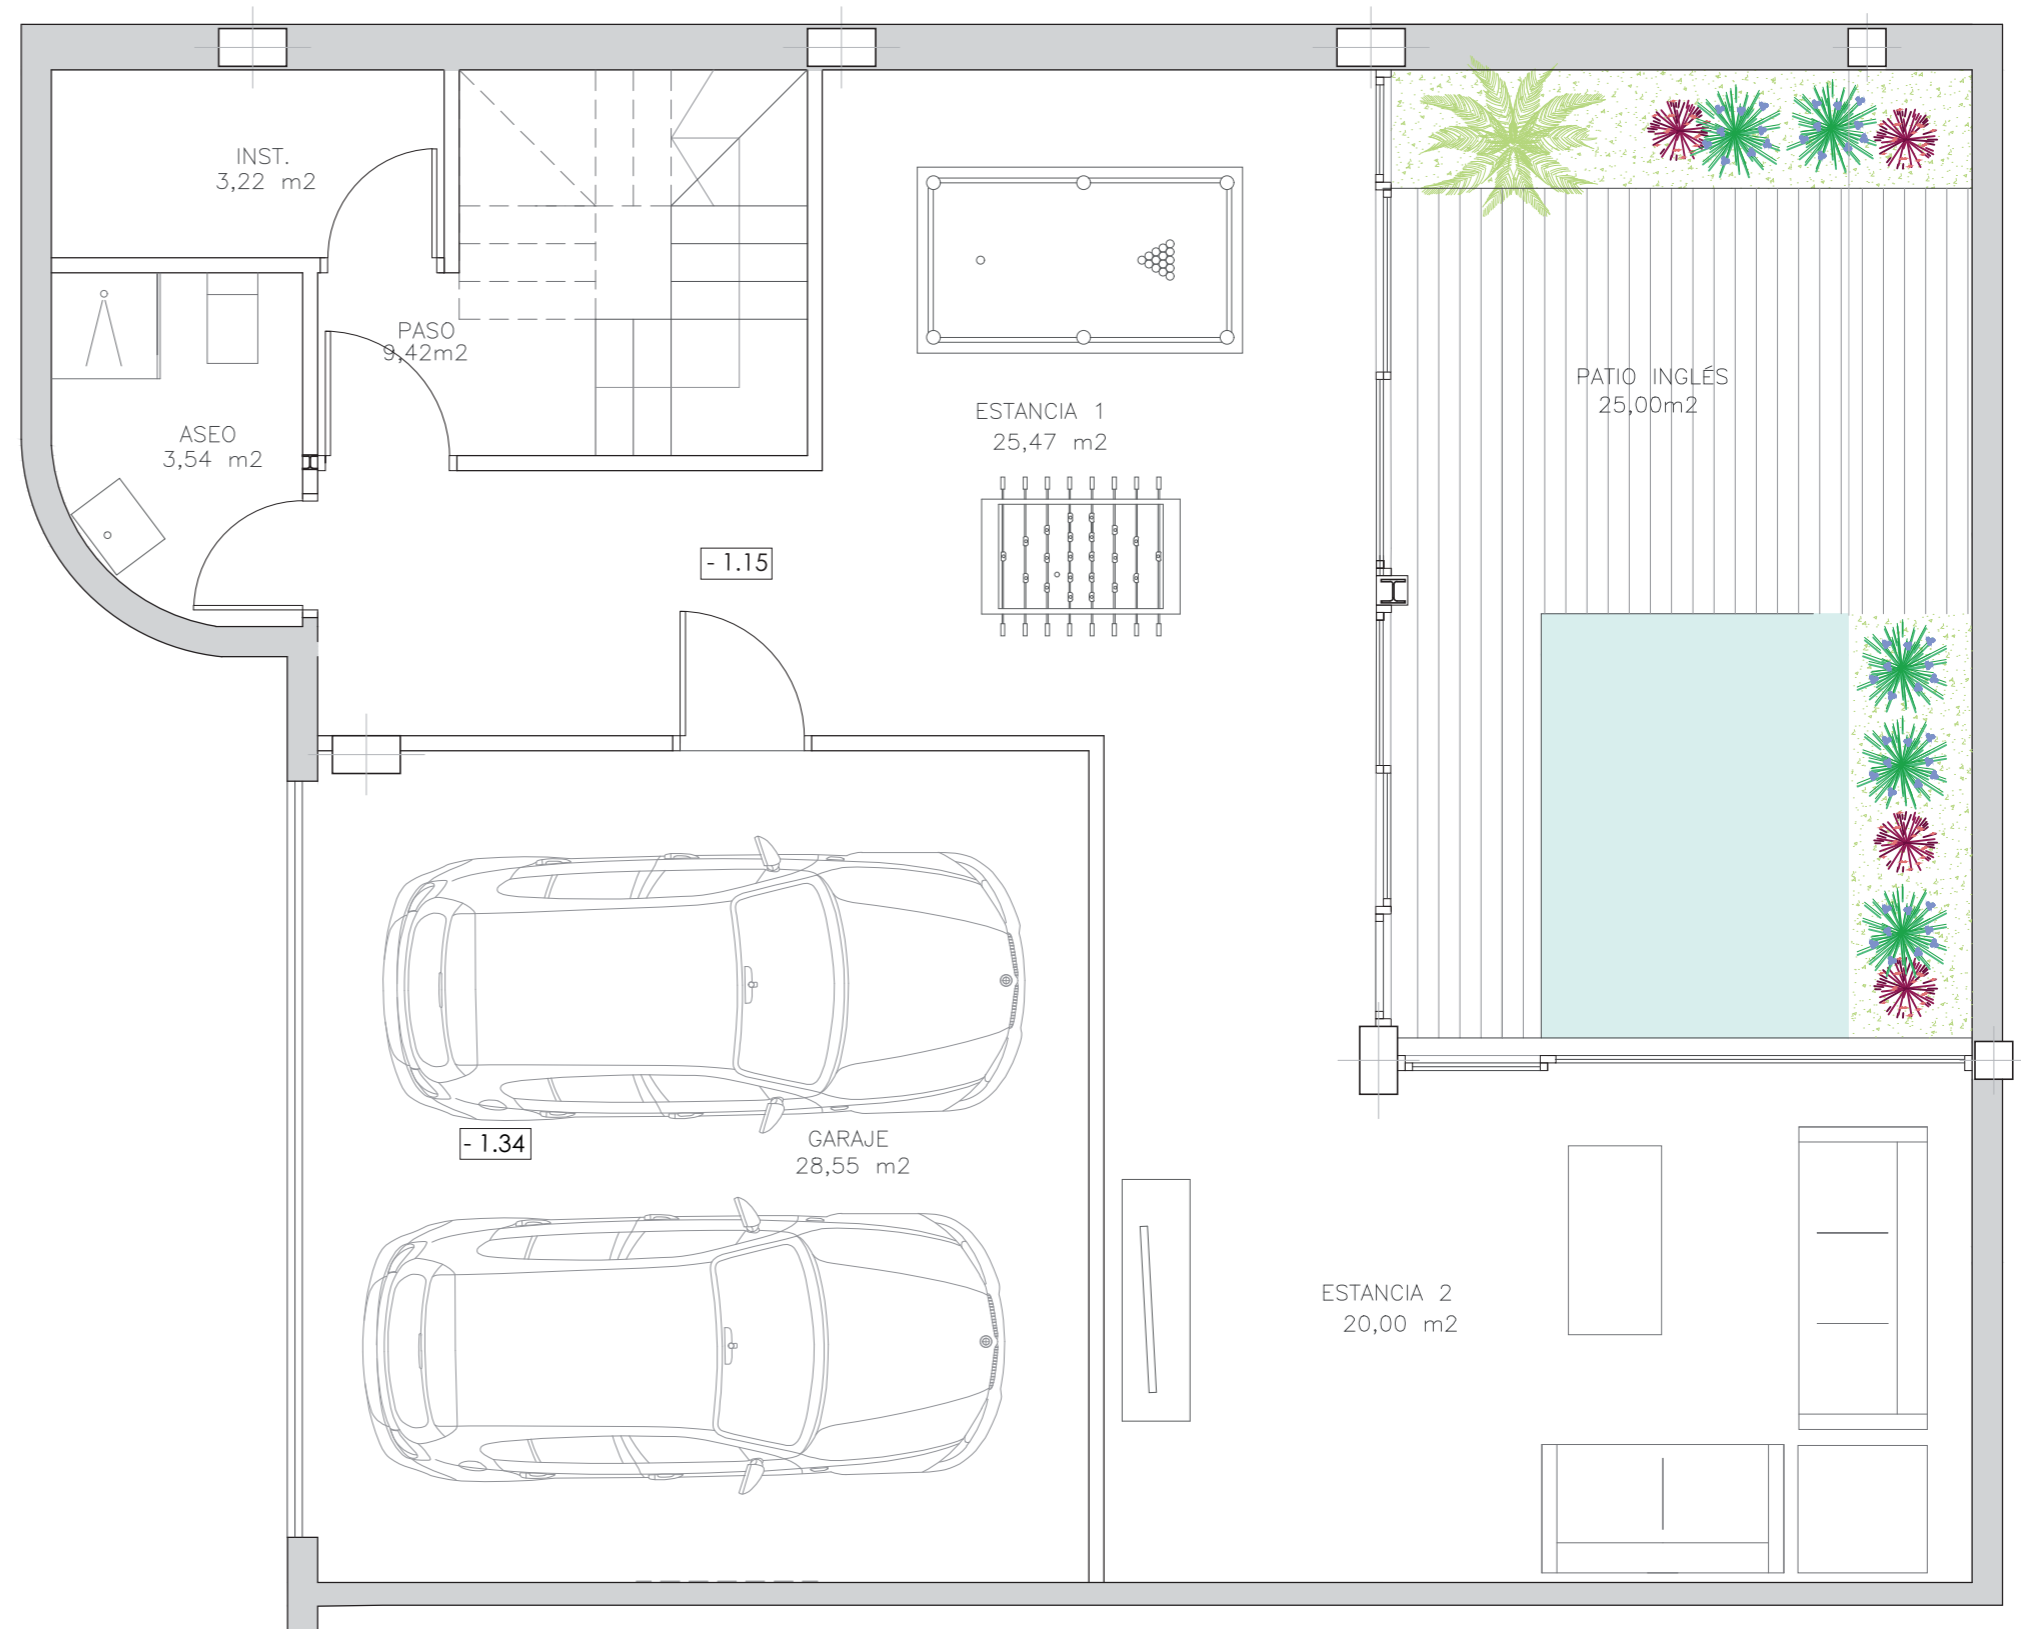 INST.
3,22 m2
PASO
9,42m2
ASEO
3,54 m2
ESTANCIA 1
25,47 m2
PATIO INGLÉS
25,00m2
- 1.15
- 1.34
GARAJE
28,55 m2
ESTANCIA 2
20,00 m2